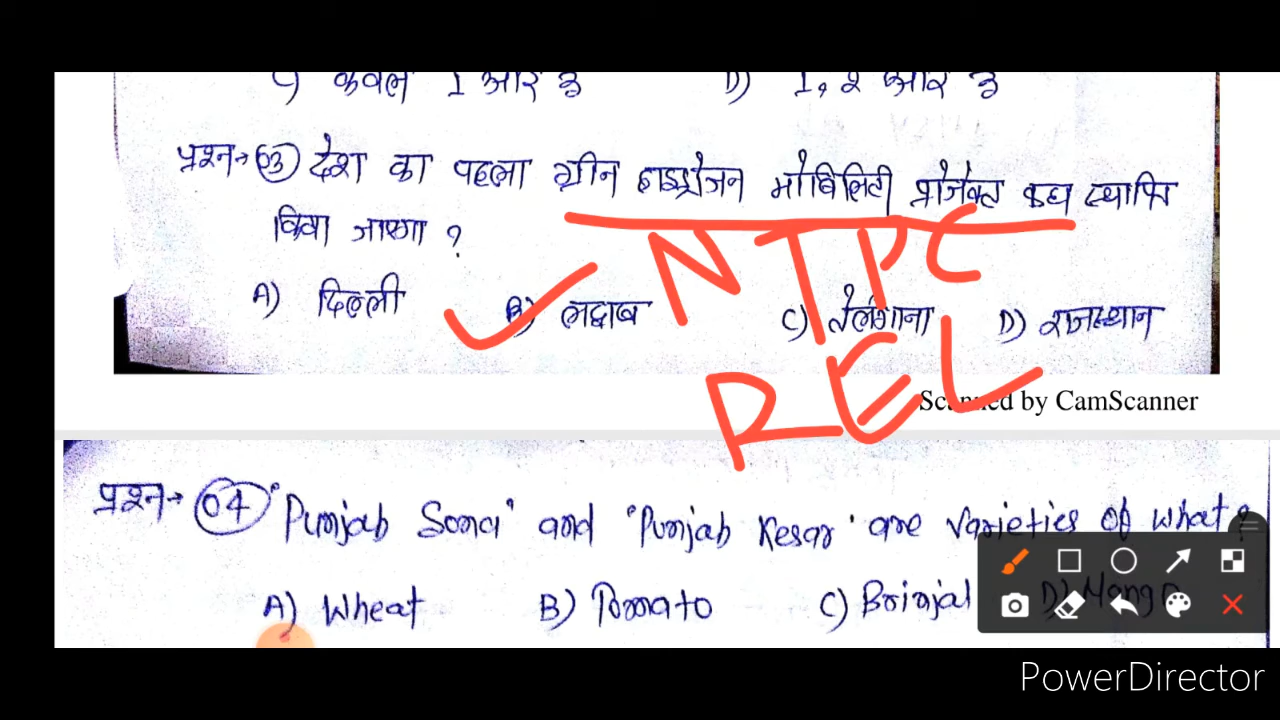 C) केवल 1 और 3 D) 1, 2 और 3
प्रश्न→ 03) देश का पहला ग्रीन हाइड्रोजन मोबिलिटी प्रोजेक्ट स्थापित
किया जाएगा ?
NTPC
A) दिल्ली B) लद्दाख C) तेलंगाना D) राजस्थान
REL
Scanned by CamScanner
प्रश्न→ 04 "Punjab Sona" and "Punjab Kesar" are varieties of what ?
A) Wheat B) Tomato C) Brinjal D) Mango
PowerDirector